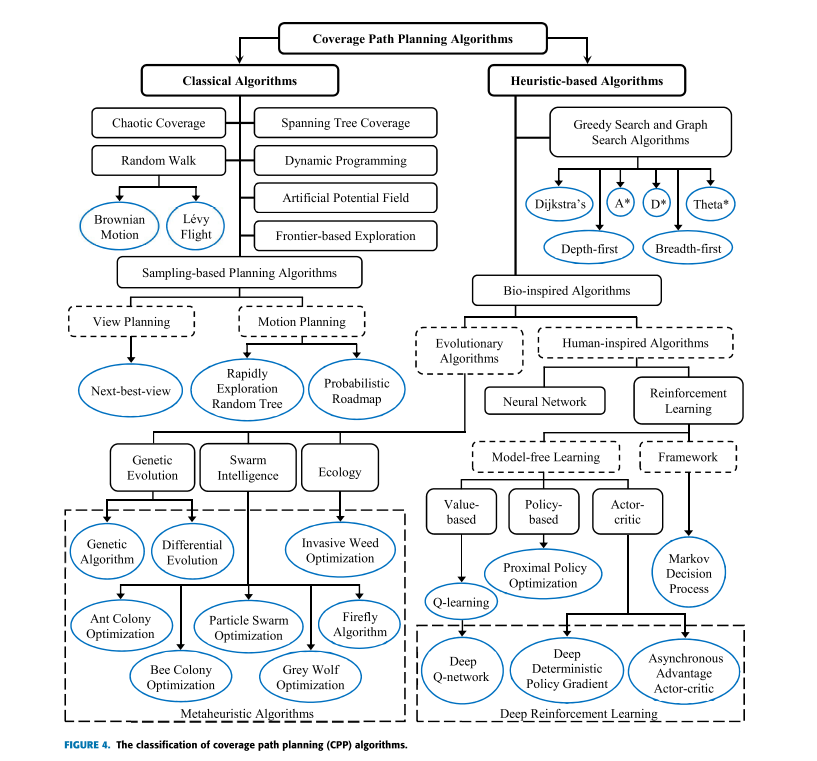 Coverage Path Planning Algorithms
Classical Algorithms
Heuristic-based Algorithms
Chaotic Coverage
Spanning Tree Coverage
Greedy Search and Graph
Search Algorithms
Random Walk
Dynamic Programming
Artificial Potential Field
Dijkstra's
A*
D*
Theta*
Brownian
Motion
Lévy
Flight
Frontier-based Exploration
Depth-first
Breadth-first
Sampling-based Planning Algorithms
Bio-inspired Algorithms
View Planning
Motion Planning
Evolutionary
Algorithms
Human-inspired Algorithms
Next-best-view
Rapidly
Exploration
Random Tree
Probabilistic
Roadmap
Neural Network
Reinforcement
Learning
Genetic
Evolution
Swarm
Intelligence
Ecology
Model-free Learning
Framework
Value-
based
Policy-
based
Actor-
critic
Genetic
Algorithm
Differential
Evolution
Invasive Weed
Optimization
Proximal Policy
Optimization
Markov
Decision
Process
Q-learning
Ant Colony
Optimization
Particle Swarm
Optimization
Firefly
Algorithm
Bee Colony
Optimization
Grey Wolf
Optimization
Deep
Q-network
Deep
Deterministic
Policy Gradient
Asynchronous
Advantage
Actor-critic
Metaheuristic Algorithms
Deep Reinforcement Learning
FIGURE 4. The classification of coverage path planning (CPP) algorithms.